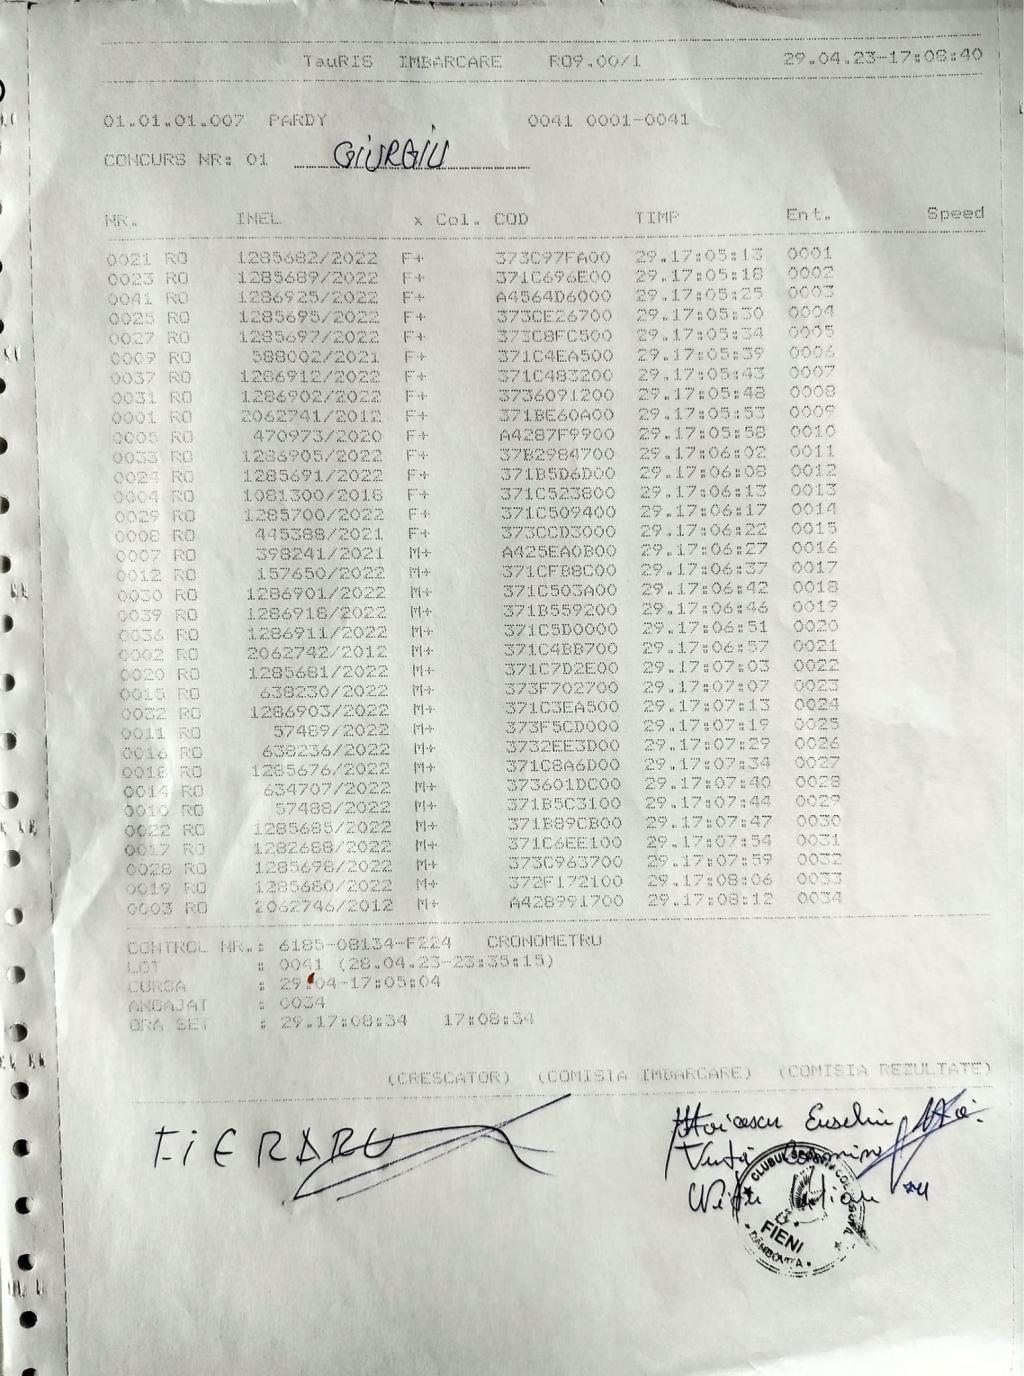 TauRIS IMBARCARE R09.00/1 29.04.23-17:08:40
01.01.01.007 PARDY 0041 0001-0041
CONCURS NR: 01 GIURGIU
NR. INEL x Col. COD TIMP Ent. Speed
0021 RO 1285682/2022 F+ 373C97FA00 29.17:05:13 0001
0023 RO 1285689/2022 F+ 371C696E00 29.17:05:18 0002
0041 RO 1286925/2022 F+ A4564D6000 29.17:05:25 0003
0025 RO 1285695/2022 F+ 373CE26700 29.17:05:30 0004
0027 RO 1285697/2022 F+ 373C8FC500 29.17:05:34 0005
0009 RO 588002/2021 F+ 371C4EA500 29.17:05:39 0006
0037 RO 1286912/2022 F+ 371C483200 29.17:05:43 0007
0031 RO 1286902/2022 F+ 3736091200 29.17:05:48 0008
0001 RO 2062741/2012 F+ 371BE60A00 29.17:05:53 0009
0005 RO 470973/2020 F+ A4287F9900 29.17:05:58 0010
0033 RO 1286905/2022 F+ 37B2984700 29.17:06:02 0011
0024 RO 1285691/2022 F+ 371B5D6D00 29.17:06:08 0012
0004 RO 1081300/2018 F+ 371C523800 29.17:06:13 0013
0029 RO 1285700/2022 F+ 371C509400 29.17:06:17 0014
0008 RO 445388/2021 F+ 373CCD3000 29.17:06:22 0015
0007 RO 398241/2021 M+ A425EA0B00 29.17:06:27 0016
0012 RO 157650/2022 M+ 371CFB8C00 29.17:06:37 0017
0030 RO 1286901/2022 M+ 371C503A00 29.17:06:42 0018
0039 RO 1286918/2022 M+ 371B559200 29.17:06:46 0019
0036 RO 1286911/2022 M+ 371C5D0000 29.17:06:51 0020
0002 RO 2062742/2012 M+ 371C4BB700 29.17:06:57 0021
0020 RO 1285681/2022 M+ 371C7D2E00 29.17:07:03 0022
0015 RO 638230/2022 M+ 373F702700 29.17:07:07 0023
0032 RO 1286903/2022 M+ 371C3EA500 29.17:07:13 0024
0011 RO 57489/2022 M+ 373F5CD000 29.17:07:19 0025
0016 RO 638236/2022 M+ 3732EE3D00 29.17:07:29 0026
0018 RO 1285676/2022 M+ 371C8A6D00 29.17:07:34 0027
0014 RO 634707/2022 M+ 373601DC00 29.17:07:40 0028
0010 RO 57488/2022 M+ 371B5C3100 29.17:07:44 0029
0022 RO 1285685/2022 M+ 371B89CB00 29.17:07:47 0030
0017 RO 1282688/2022 M+ 371C6EE100 29.17:07:54 0031
0028 RO 1285698/2022 M+ 373C963700 29.17:07:59 0032
0019 RO 1285680/2022 M+ 372F172100 29.17:08:06 0033
0003 RO 2062746/2012 M+ A428991700 29.17:08:12 0034
CONTROL NR.: 6185-08134-F224 CRONOMETRU
LOT : 0041 (28.04.23-23:35:15)
CURSA : 29.04-17:05:04
ANGAJAT : 0034
ORA SET : 29.17:08:34 17:08:34
(CRESCATOR) (COMISIA IMBARCARE) (COMISIA REZULTATE)
FIERARU
CLUBUL
FIENI
DAMBOVITA